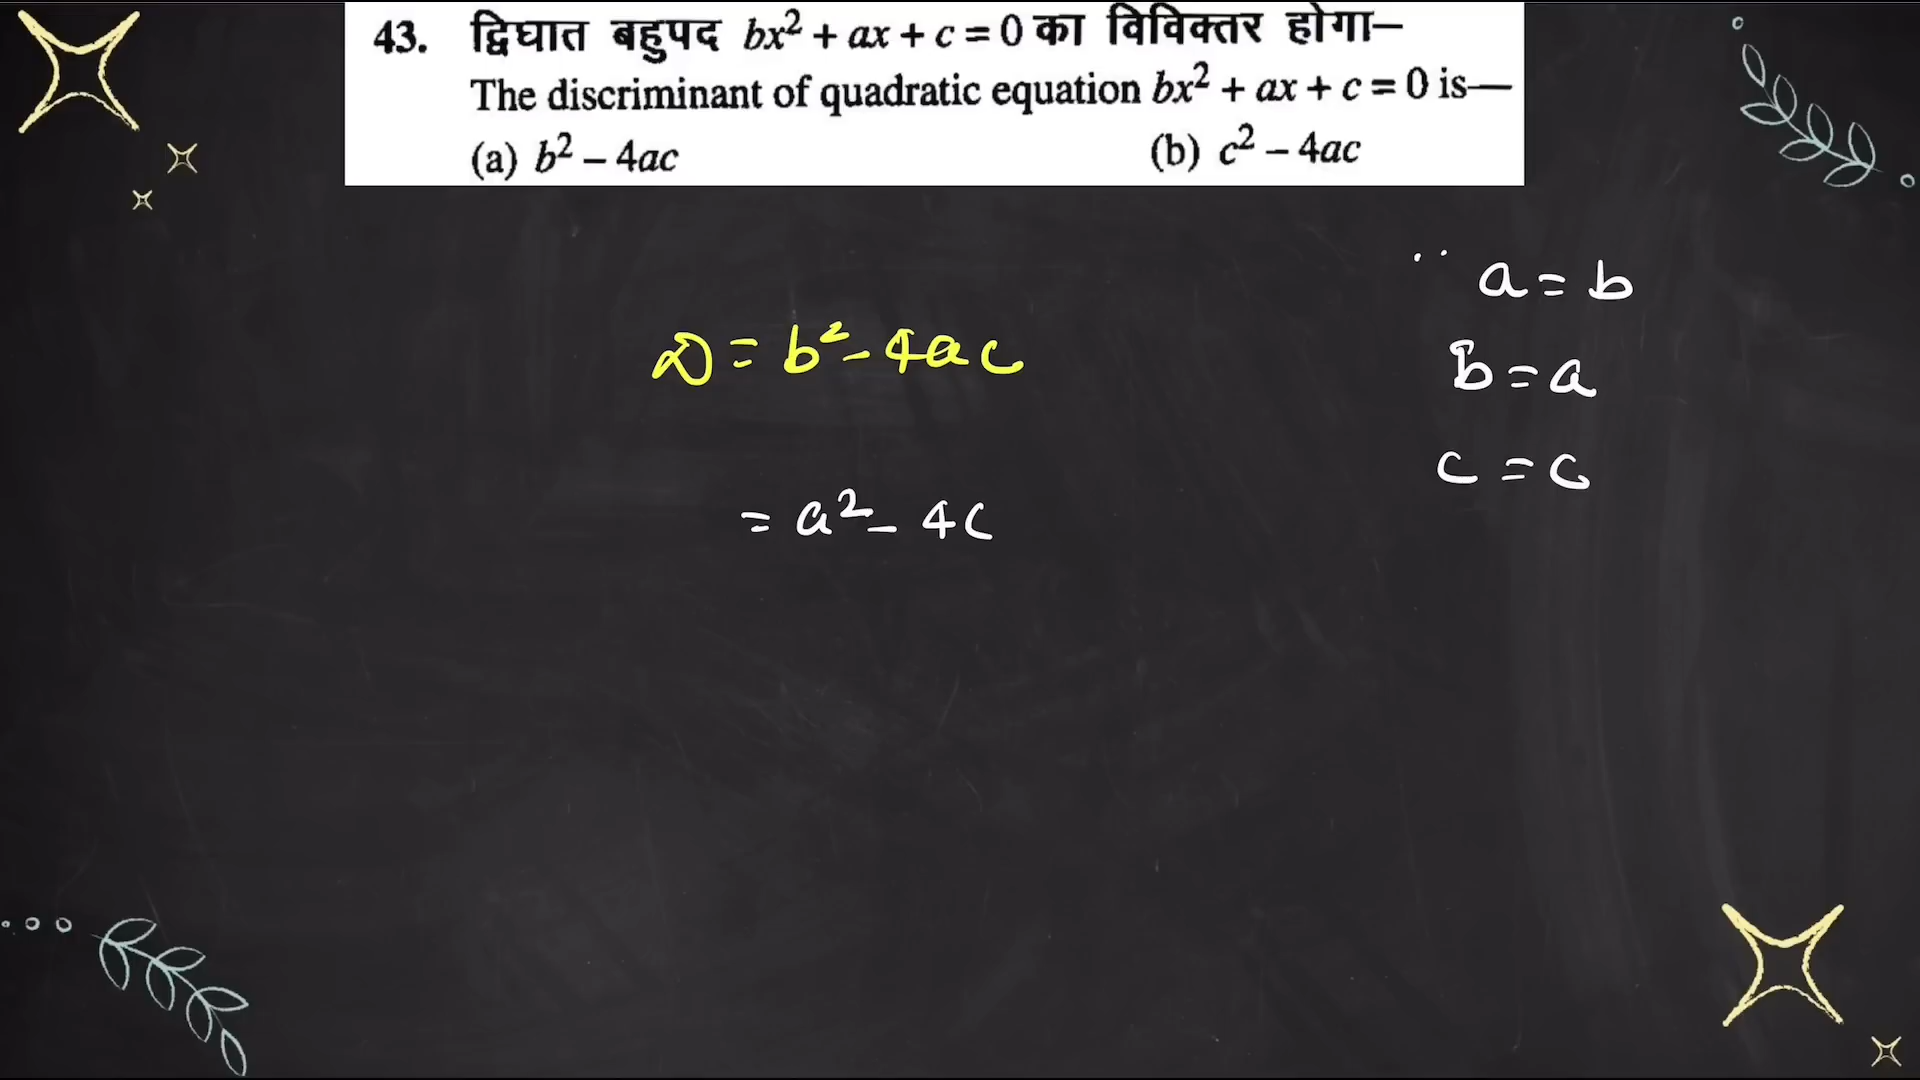 43. द्विघात बहुपद bx² + ax + c = 0 का विविक्तर होगा—
The discriminant of quadratic equation bx² + ax + c = 0 is—
(a) b² – 4ac (b) c² – 4ac
a = b
D = b² - 4ac
b = a
c = c
= a² - 4c